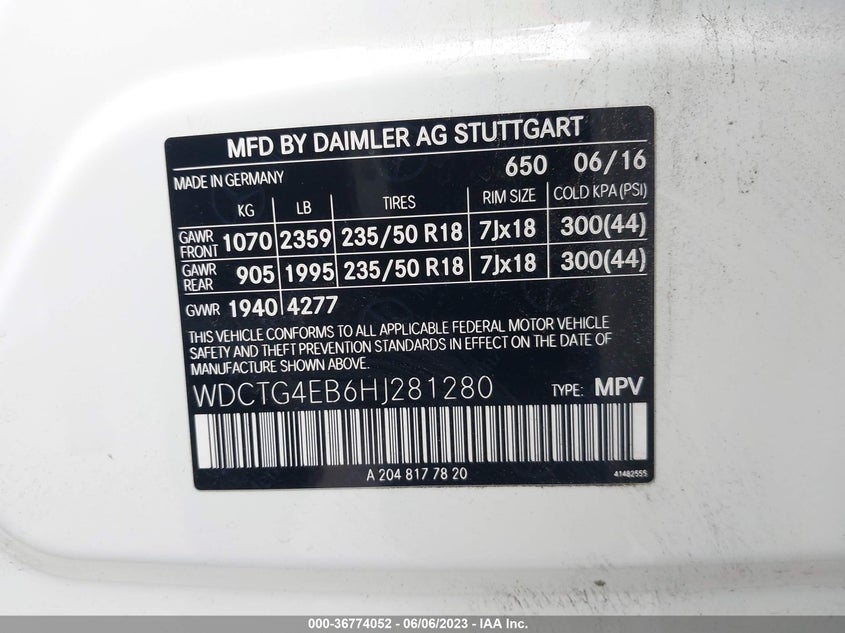 MFD BY DAIMLER AG STUTTGART
650 06/16
MADE IN GERMANY
KG LB TIRES RIM SIZE COLD KPA (PSI)
GAWR FRONT 1070 2359 235/50 R18 7Jx18 300(44)
GAWR REAR 905 1995 235/50 R18 7Jx18 300(44)
GVWR 1940 4277
THIS VEHICLE CONFORMS TO ALL APPLICABLE FEDERAL MOTOR VEHICLE
SAFETY AND THEFT PREVENTION STANDARDS IN EFFECT ON THE DATE OF
MANUFACTURE SHOWN ABOVE.
WDCTG4EB6HJ281280 TYPE: MPV
A 204 817 78 20 41482555
000-36774052 - 06/06/2023 - © IAA, Inc.